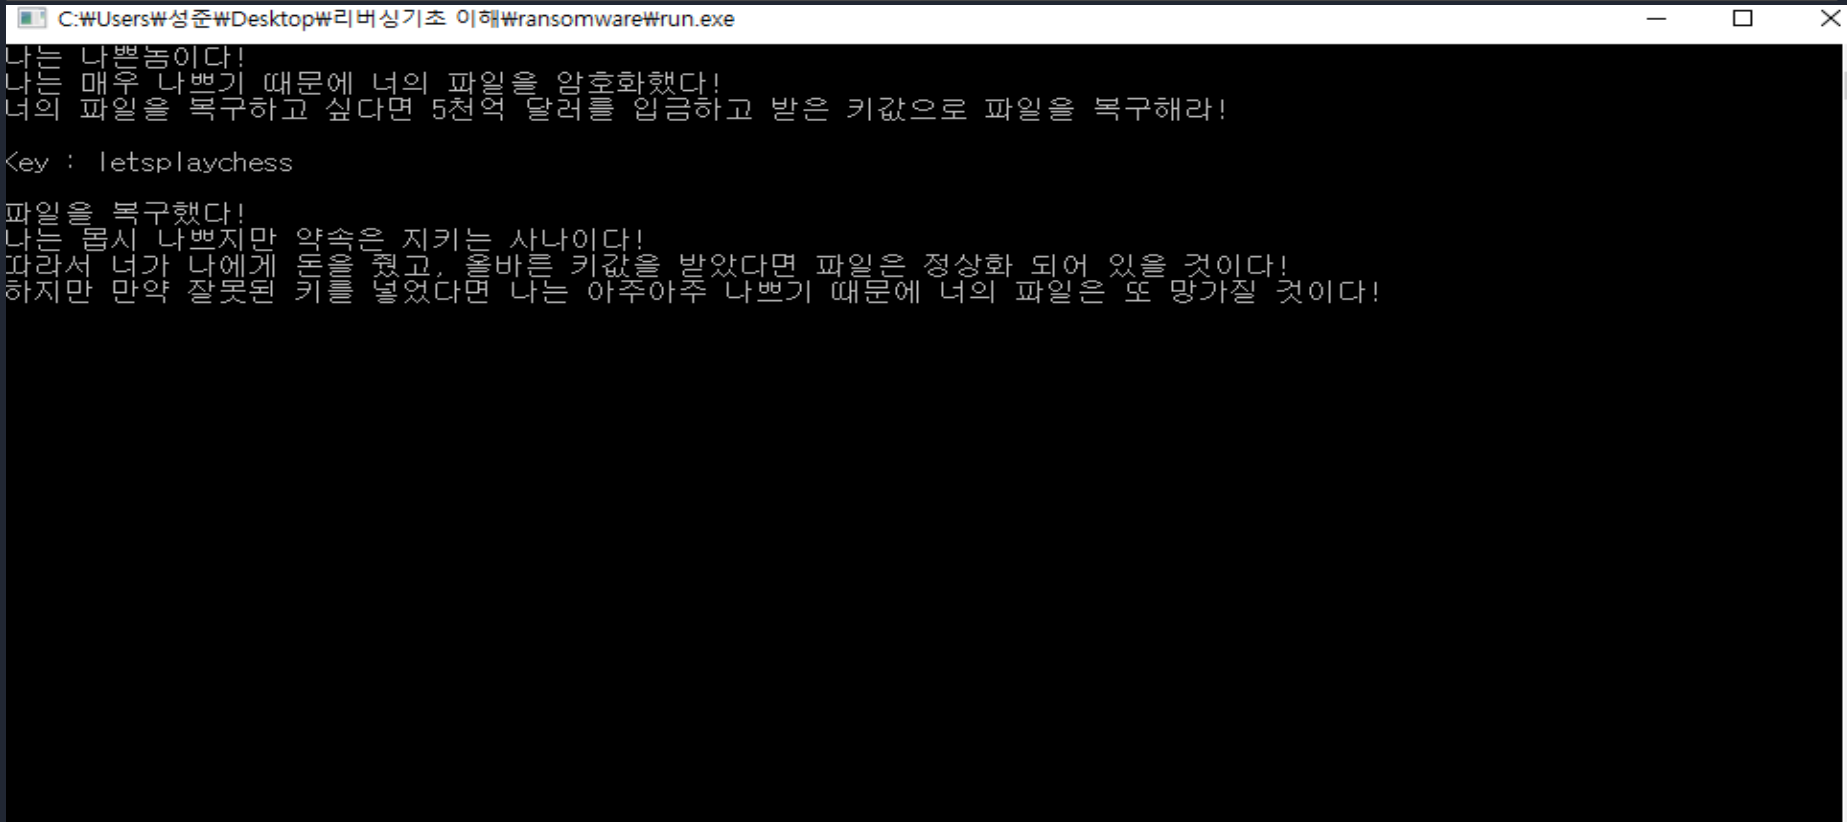 C:₩Users₩성준₩Desktop₩리버싱기초 이해₩ransomware₩run.exe
나는 나쁜놈이다!
나는 매우 나쁘기 때문에 너의 파일을 암호화했다!
너의 파일을 복구하고 싶다면 5천억 달러를 입금하고 받은 키값으로 파일을 복구해라!
Key : letsplaychess
파일을 복구했다!
나는 몹시 나쁘지만 약속은 지키는 사나이다!
따라서 너가 나에게 돈을 줬고, 올바른 키값을 받았다면 파일은 정상화 되어 있을 것이다!
하지만 만약 잘못된 키를 넣었다면 나는 아주아주 나쁘기 때문에 너의 파일은 또 망가질 것이다!